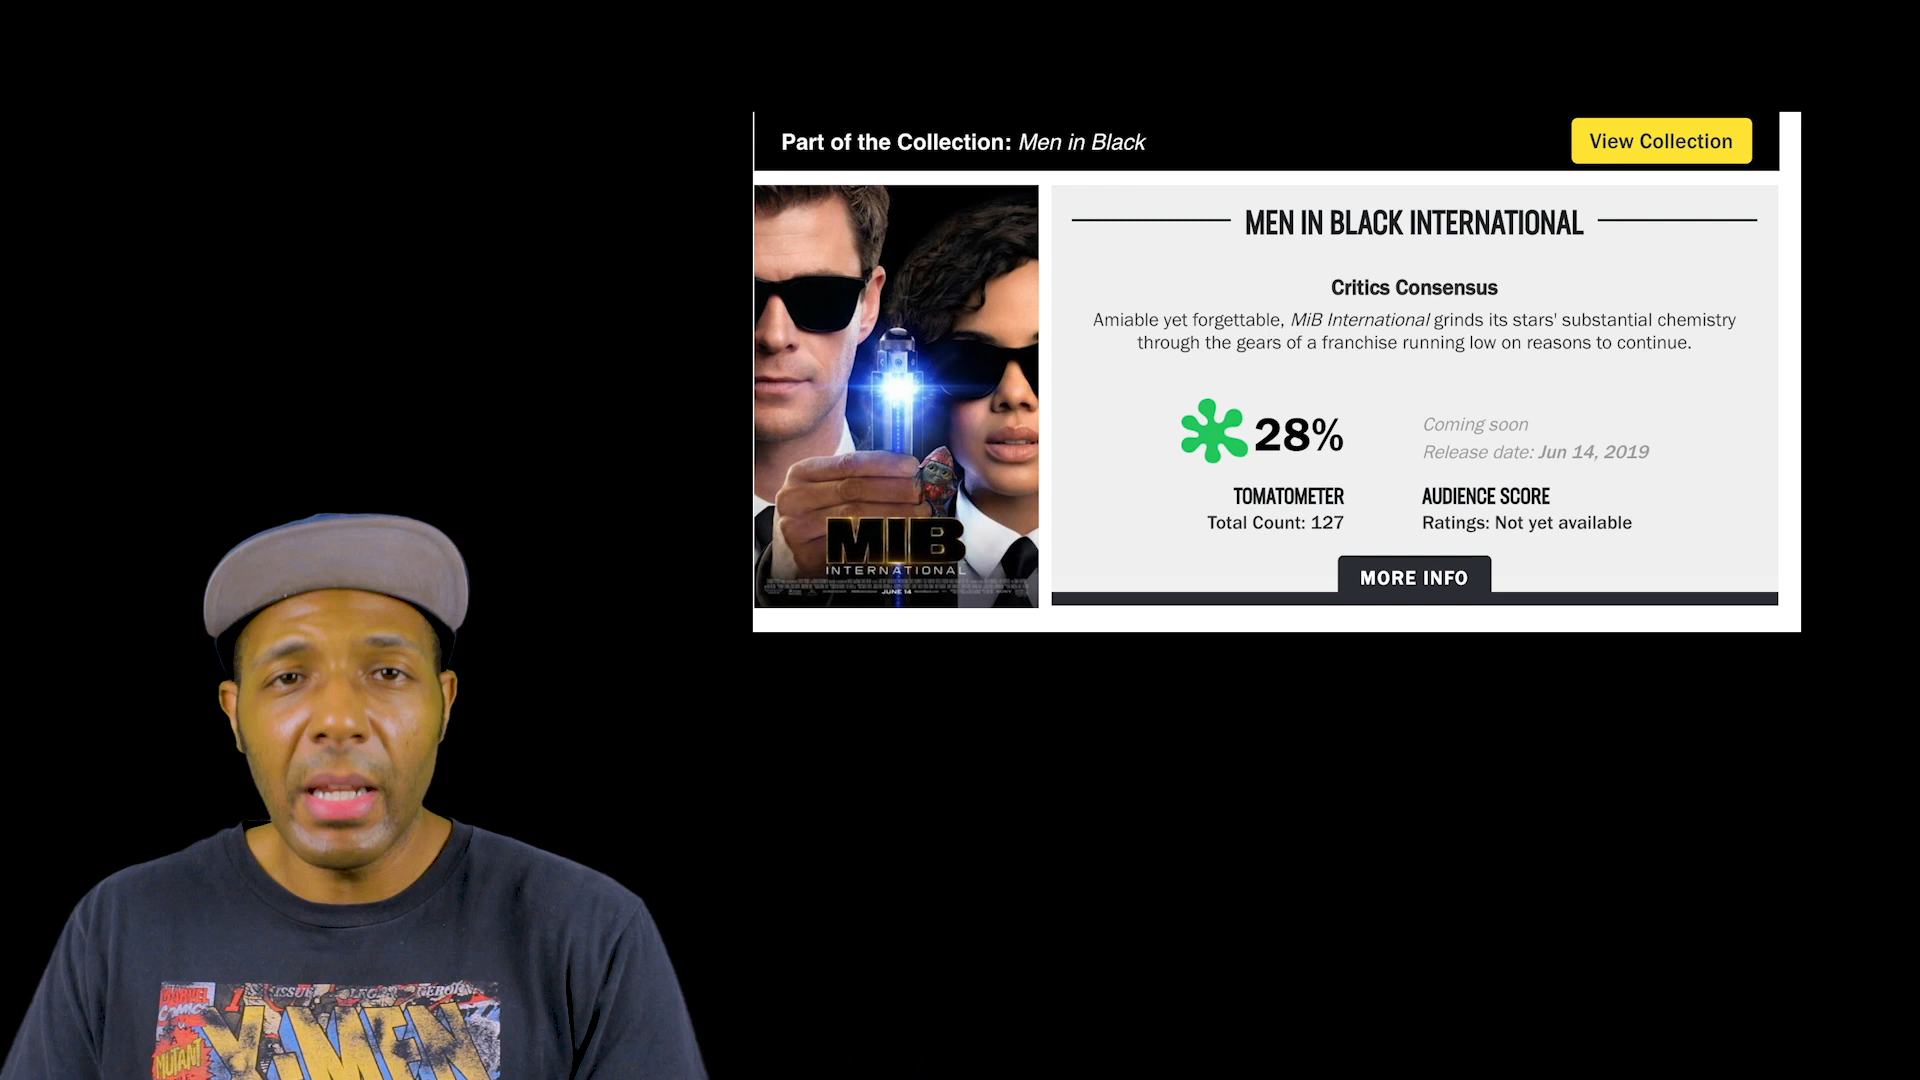 Part of the Collection: Men in Black
View Collection
MEN IN BLACK INTERNATIONAL
Critics Consensus
Amiable yet forgettable, MiB International grinds its stars' substantial chemistry
through the gears of a franchise running low on reasons to continue.
28%
Coming soon
Release date: Jun 14, 2019
TOMATOMETER
AUDIENCE SCORE
Total Count: 127
Ratings: Not yet available
MORE INFO
MIB
INTERNATIONAL
JUNE 14
MARVEL
COMICS
X-MEN
MUTANT